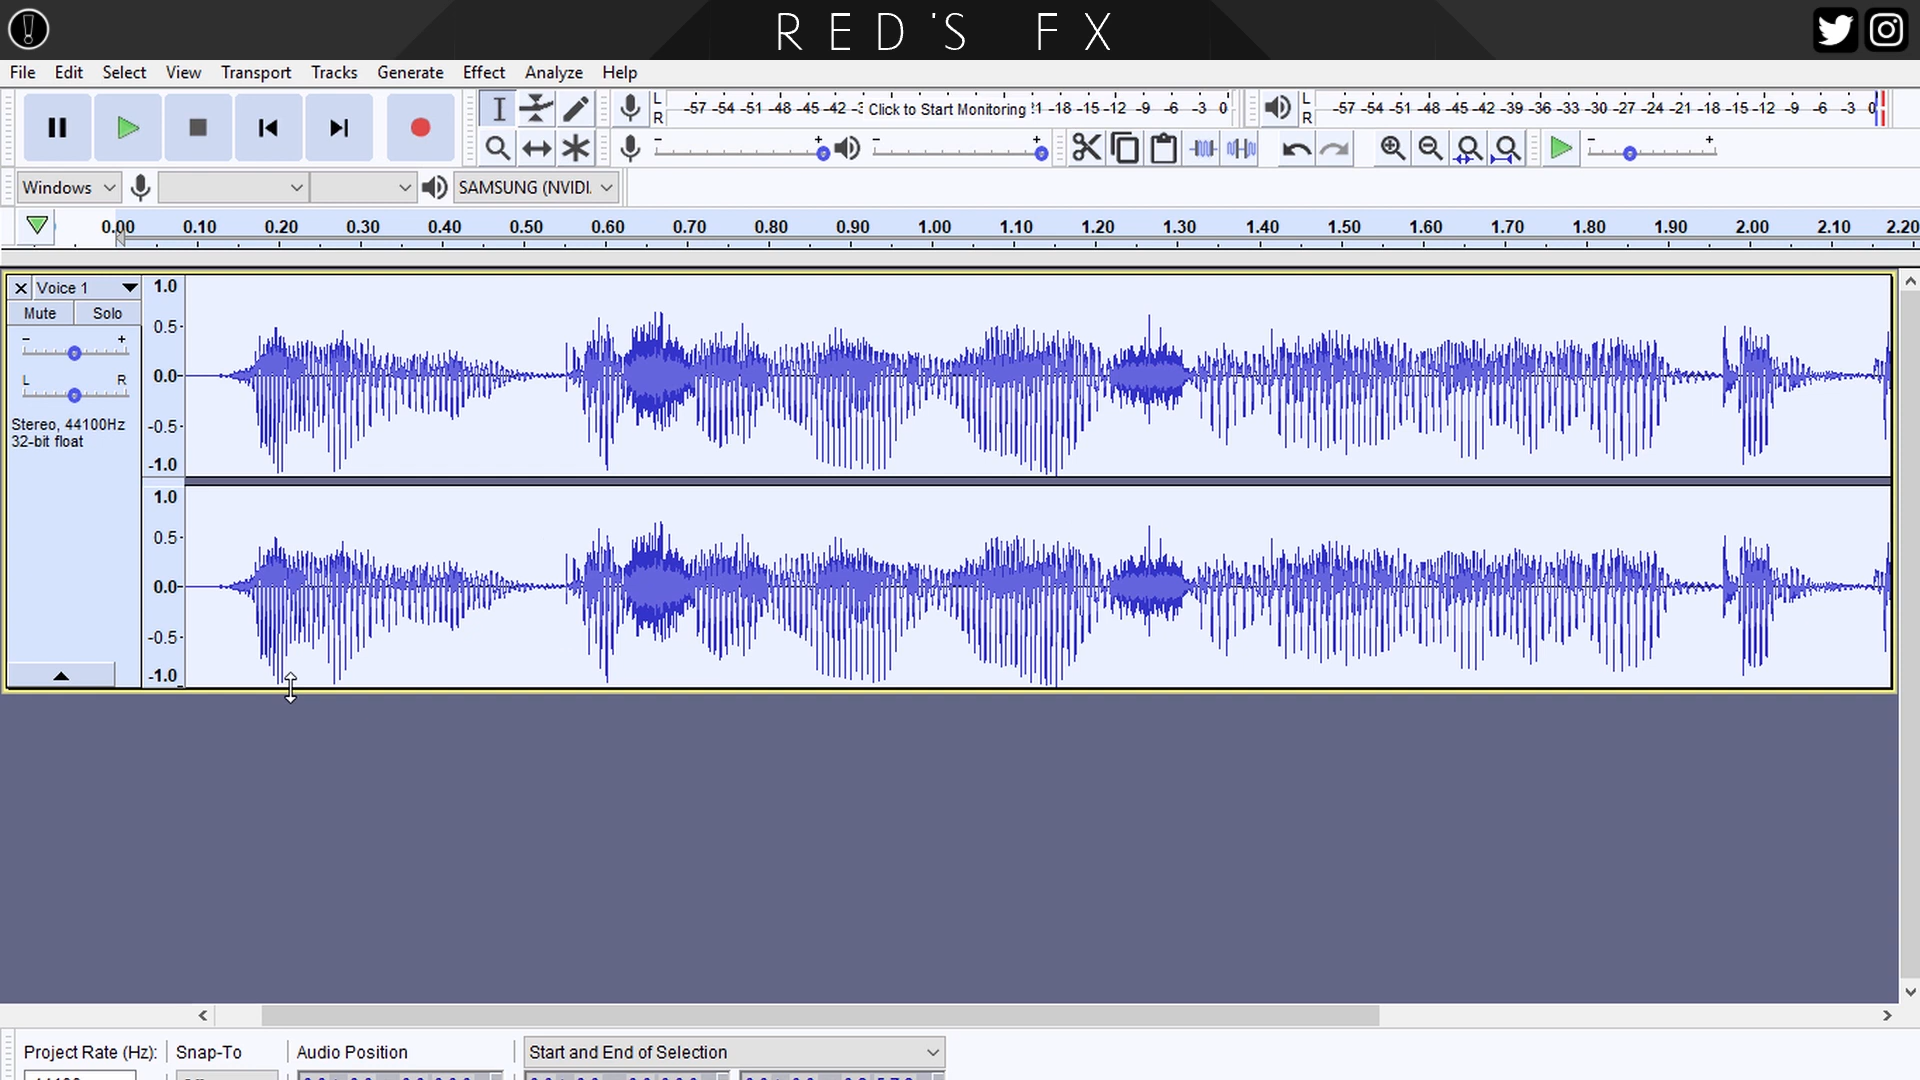 RED'S FX
File Edit Select View Transport Tracks Generate Effect Analyze Help
L R -57 -54 -51 -48 -45 -42 Click to Start Monitoring -18 -15 -12 -9 -6 -3 0
L R -57 -54 -51 -48 -45 -42 -39 -36 -33 -30 -27 -24 -21 -18 -15 -12 -9 -6 -3 0
Windows SAMSUNG (NVIDI.
0.00 0.10 0.20 0.30 0.40 0.50 0.60 0.70 0.80 0.90 1.00 1.10 1.20 1.30 1.40 1.50 1.60 1.70 1.80 1.90 2.00 2.10 2.20
Voice 1
Mute Solo
L R
Stereo, 44100Hz
32-bit float
1.0
0.5
0.0
-0.5
-1.0
1.0
0.5
0.0
-0.5
-1.0
Project Rate (Hz): Snap-To Audio Position Start and End of Selection